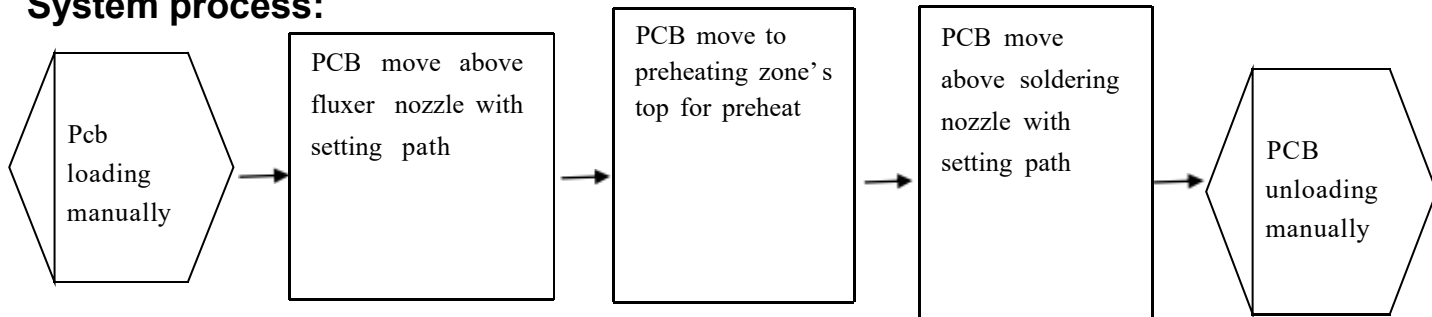 System process:
Pcb
loading
manually
PCB move above
fluxer nozzle with
setting path
PCB move to
preheating zone’s
top for preheat
PCB move
above soldering
nozzle with
setting path
PCB
unloading
manually